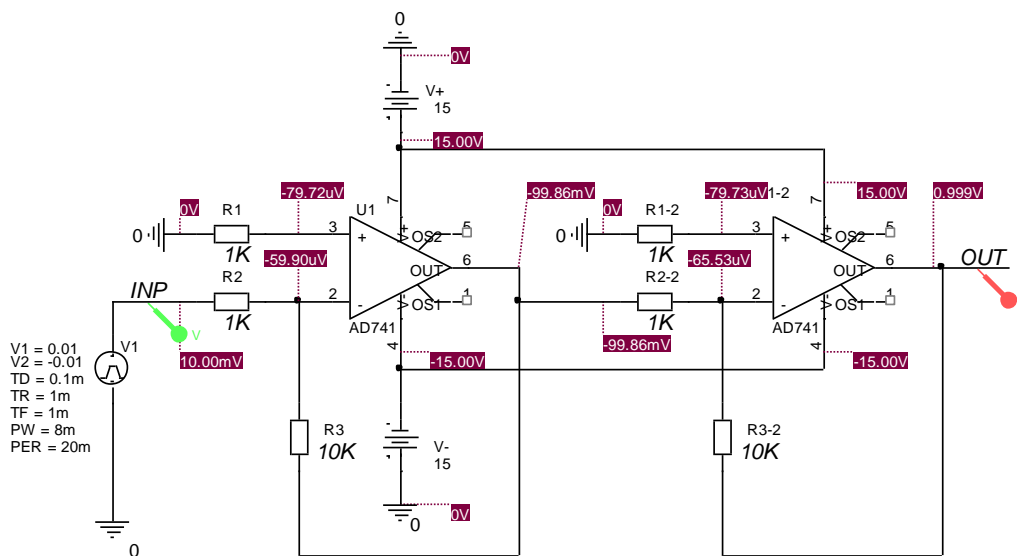 0
0V
V+
15
15.00V
-79.72uV
-99.86mV
-79.73uV
1-2
15.00V
0.999V
0V
R1
U1
7
5
0V
R1-2
7
5
0
3
+
V+
OS2
0
3
+
V+
OS2
1K
1K
R2
-59.90uV
OUT
6
R2-2
-65.53uV
OUT
6
OUT
INP
2
-
V-
OS1
1
2
-
V-
OS1
1
1K
AD741
1K
AD741
V
V1
10.00mV
4
-15.00V
-99.86mV
4
-15.00V
V1 = 0.01
V2 = -0.01
TD = 0.1m
TR = 1m
TF = 1m
PW = 8m
PER = 20m
R3
10K
V-
15
R3-2
10K
0V
0
0